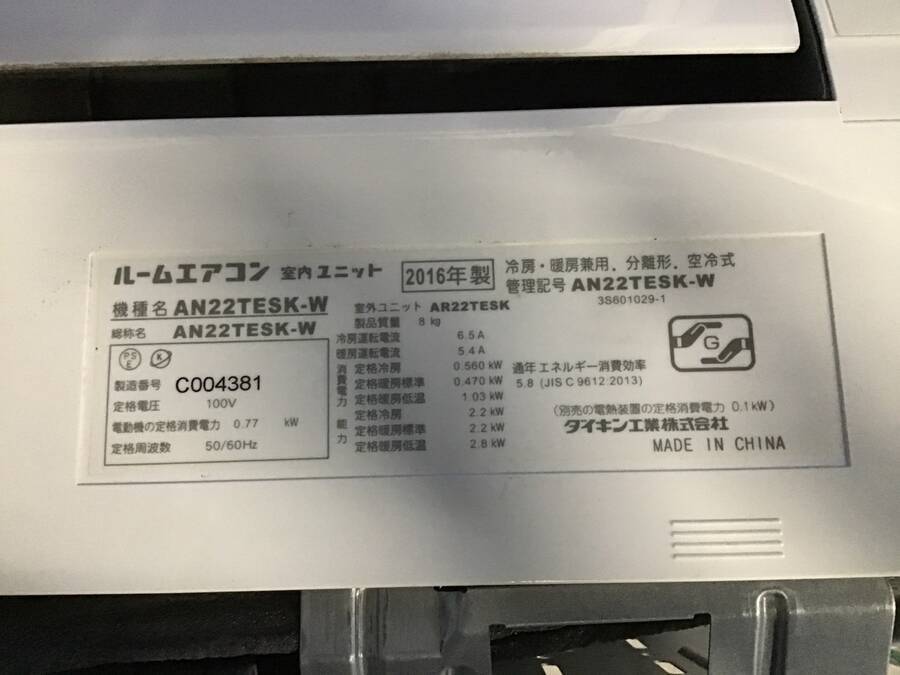 ルームエアコン 室内ユニット 2016年製 冷房・暖房兼用、分離形、空冷式
機種名 AN22TESK-W 室外ユニット AR22TESK 管理記号 AN22TESK-W
総称名 AN22TESK-W 製品質量 8 kg 3S601029-1
PS E K
製造番号 C004381
定格電圧 100V
電動機の定格消費電力 0.77 kW
定格周波数 50/60Hz
冷房運転電流 6.5 A
暖房運転電流 5.4 A
消費電力 定格冷房 0.560 kW
定格暖房標準 0.470 kW
定格暖房低温 1.03 kW
能力 定格冷房 2.2 kW
定格暖房標準 2.2 kW
定格暖房低温 2.8 kW
G
通年エネルギー消費効率
5.8 (JIS C 9612:2013)
(別売の電熱装置の定格消費電力 0.1kW)
ダイキン工業株式会社
MADE IN CHINA